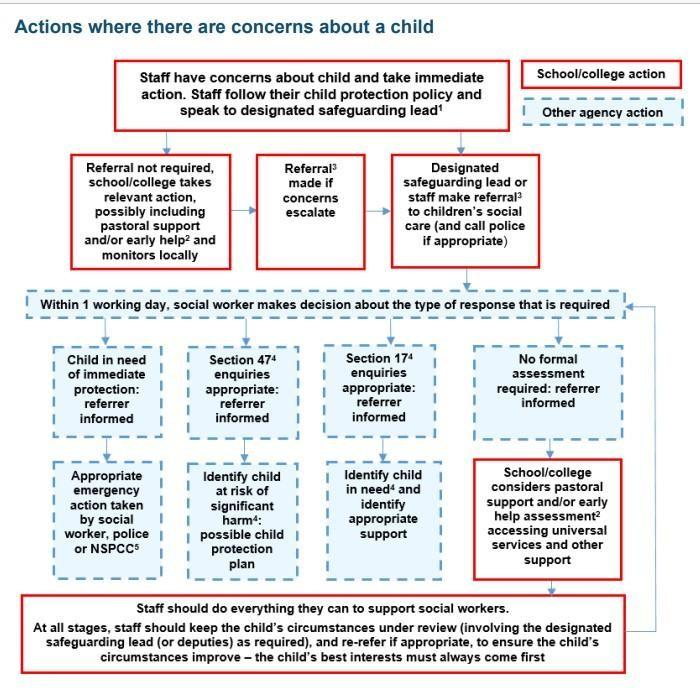 Actions where there are concerns about a child
Staff have concerns about child and take immediate
action. Staff follow their child protection policy and
speak to designated safeguarding lead¹
School/college action
Other agency action
Referral not required,
school/college takes
relevant action,
possibly including
pastoral support
and/or early help² and
monitors locally
Referral³
made if
concerns
escalate
Designated
safeguarding lead or
staff make referral³
to children's social
care (and call police
if appropriate)
Within 1 working day, social worker makes decision about the type of response that is required
Child in need
of immediate
protection:
referrer
informed
Section 47⁴
enquiries
appropriate:
referrer
informed
Section 17⁴
enquiries
appropriate:
referrer
informed
No formal
assessment
required: referrer
informed
Appropriate
emergency
action taken
by social
worker, police
or NSPCC⁵
Identify child
at risk of
significant
harm⁴:
possible child
protection
plan
Identify child
in need⁴ and
identify
appropriate
support
School/college
considers pastoral
support and/or early
help assessment²
accessing universal
services and other
support
Staff should do everything they can to support social workers.
At all stages, staff should keep the child's circumstances under review (involving the designated
safeguarding lead (or deputies) as required), and re-refer if appropriate, to ensure the child's
circumstances improve – the child's best interests must always come first